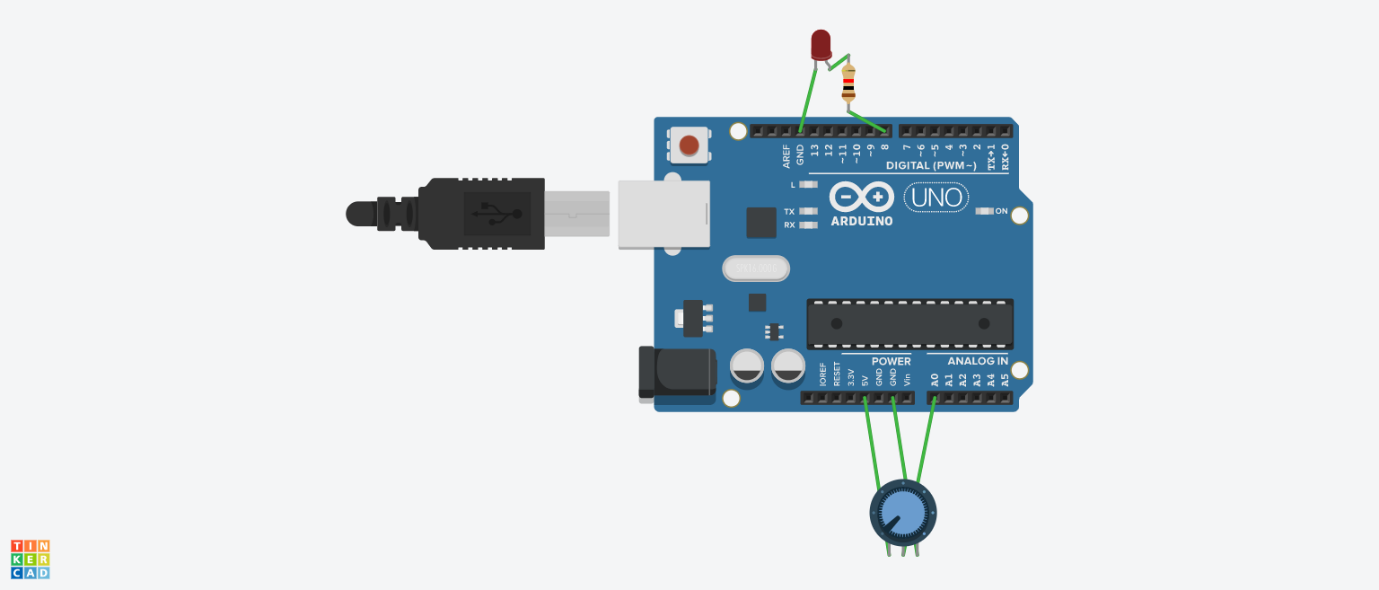 AREF
GND
13
12
~11
~10
~9
8
7
~6
~5
4
~3
2
TX→1
RX←0
DIGITAL (PWM~)
L
TX
RX
ARDUINO
UNO
ON
POWER
ANALOG IN
IOREF
RESET
3.3V
5V
GND
GND
Vin
A0
A1
A2
A3
A4
A5
TIN
KER
CAD